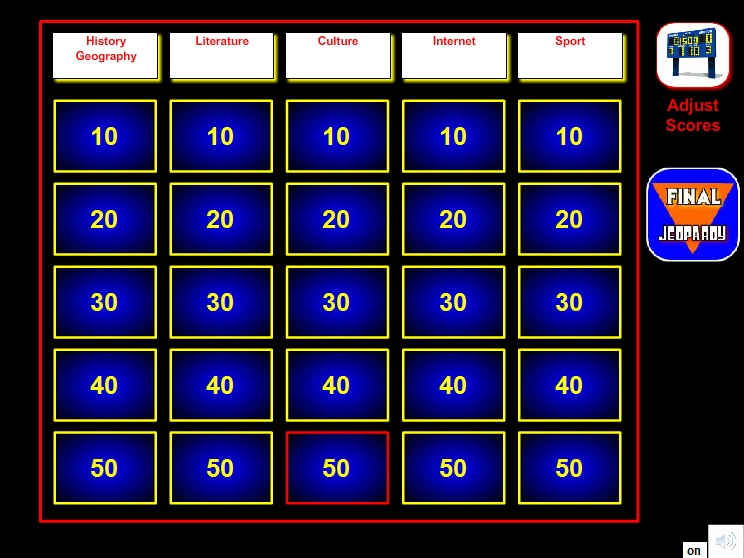 History Geography
Literature
Culture
Internet
Sport
10 10 10 10 10
20 20 20 20 20
30 30 30 30 30
40 40 40 40 40
50 50 50 50 50
Adjust
Scores
FINAL
JEOPARDY
on